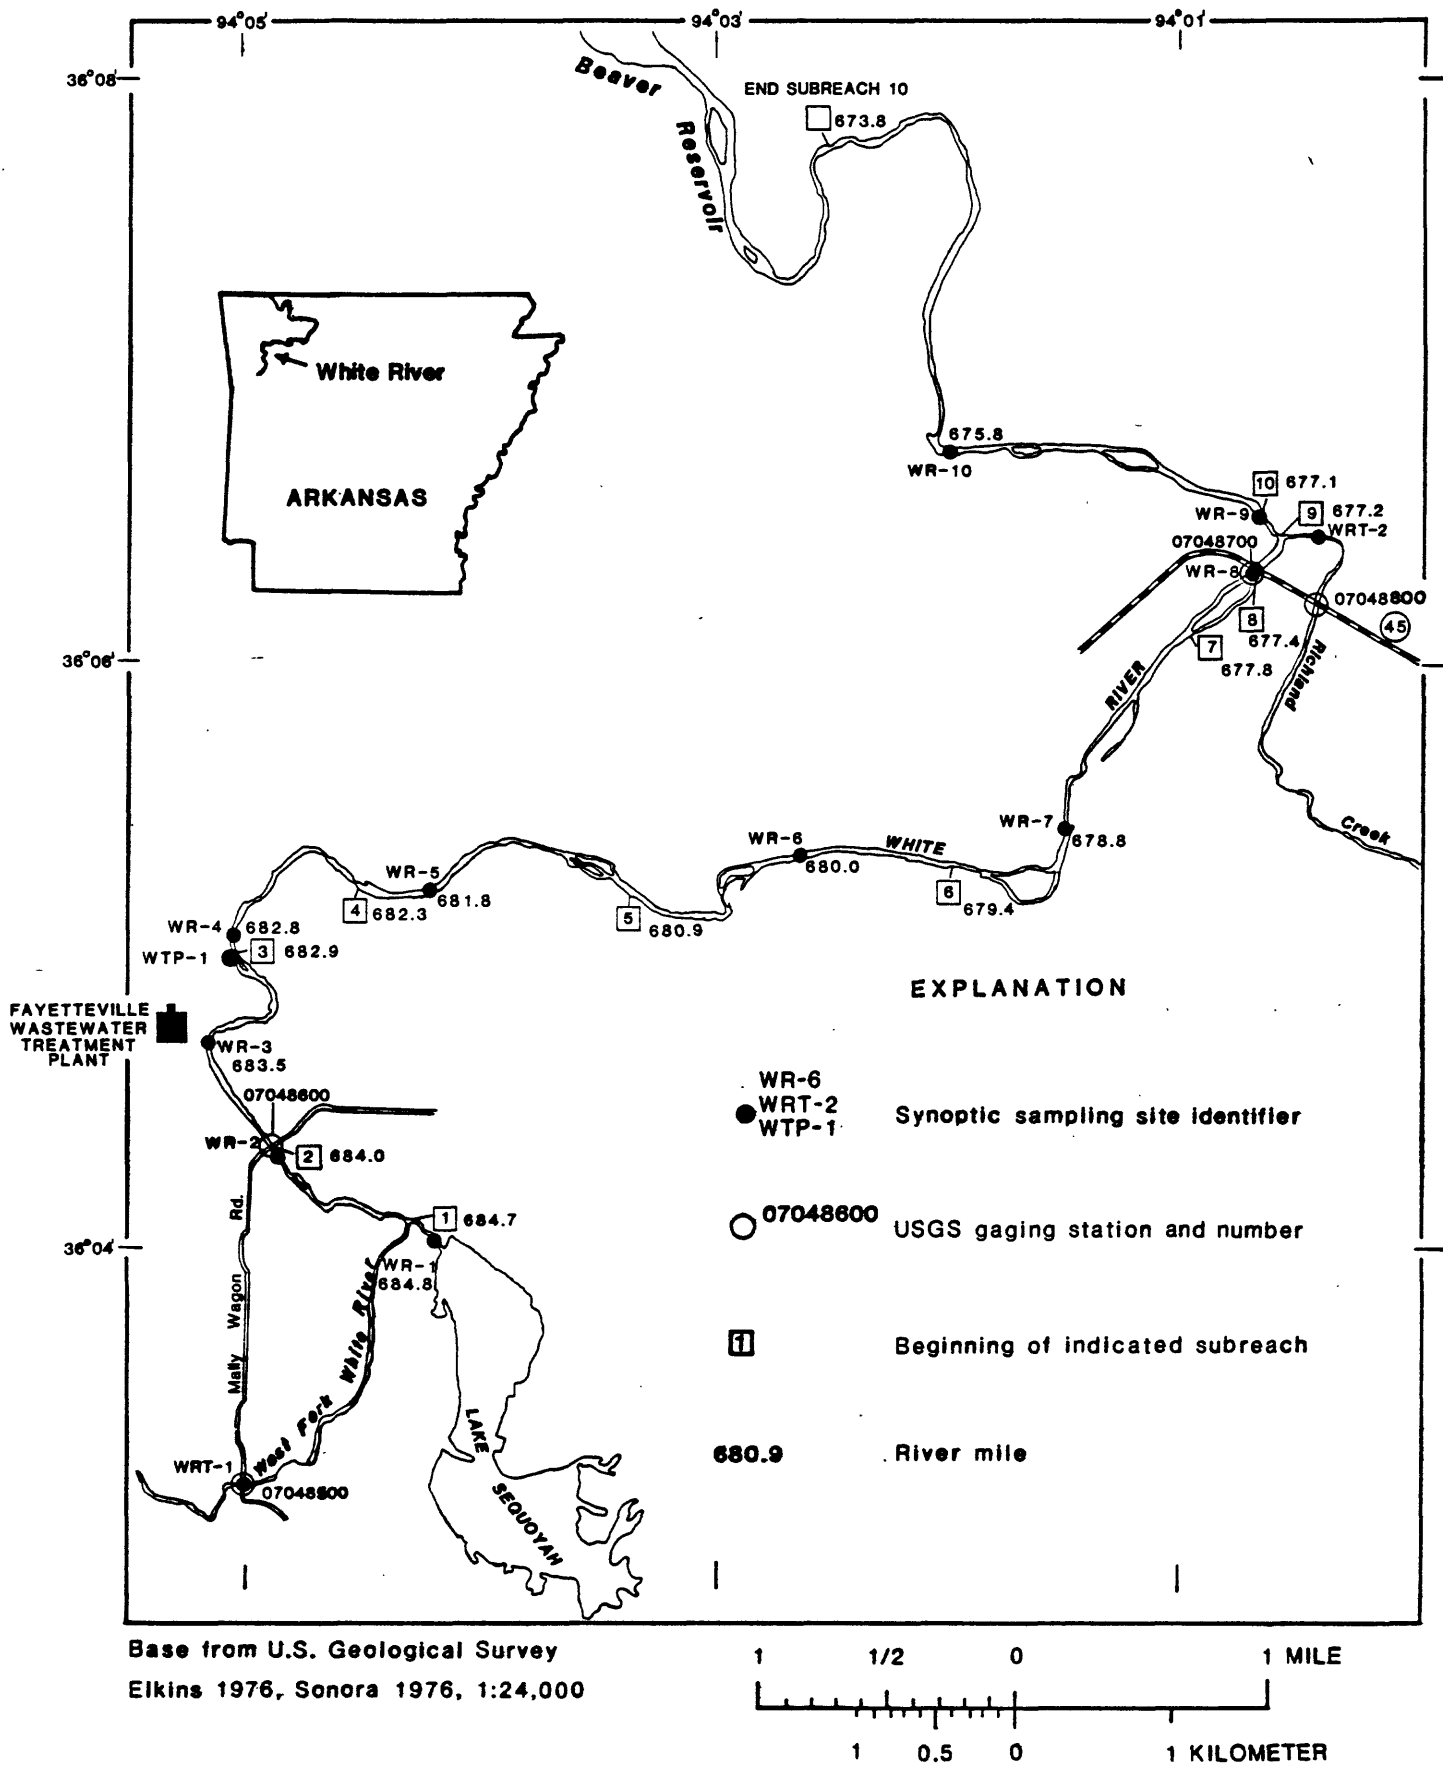 94°05'
94°03'
94°01'
36°08'
Beaver
Reservoir
END SUBREACH 10
673.8
White River
ARKANSAS
675.8
WR-10
10 677.1
WR-9
9 677.2
WRT-2
07048700
WR-8
07048800
45
8
677.4
7
677.8
36°06'
RIVER
Richland
Creek
WR-7
678.8
WR-6
680.0
WHITE
6
679.4
WR-5
681.8
4
682.3
5
680.9
WR-4
682.8
WTP-1
3 682.9
FAYETTEVILLE
WASTEWATER
TREATMENT
PLANT
WR-3
683.5
07048600
WR-2
2 684.0
1 684.7
36°04'
WR-1
684.8
Mally Wagon Rd.
West Fork White River
WRT-1
07048500
LAKE
SEQUOYAH
EXPLANATION
WR-6
WRT-2
WTP-1
Synoptic sampling site identifier
07048600
USGS gaging station and number
1
Beginning of indicated subreach
680.9
River mile
Base from U.S. Geological Survey
Elkins 1976, Sonora 1976, 1:24,000
1 1/2 0 1 MILE
1 0.5 0 1 KILOMETER